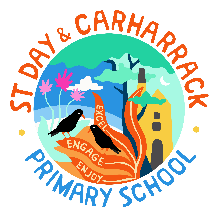 ST DAY & CARHARRACK
EXCEL
ENGAGE
ENJOY
PRIMARY SCHOOL